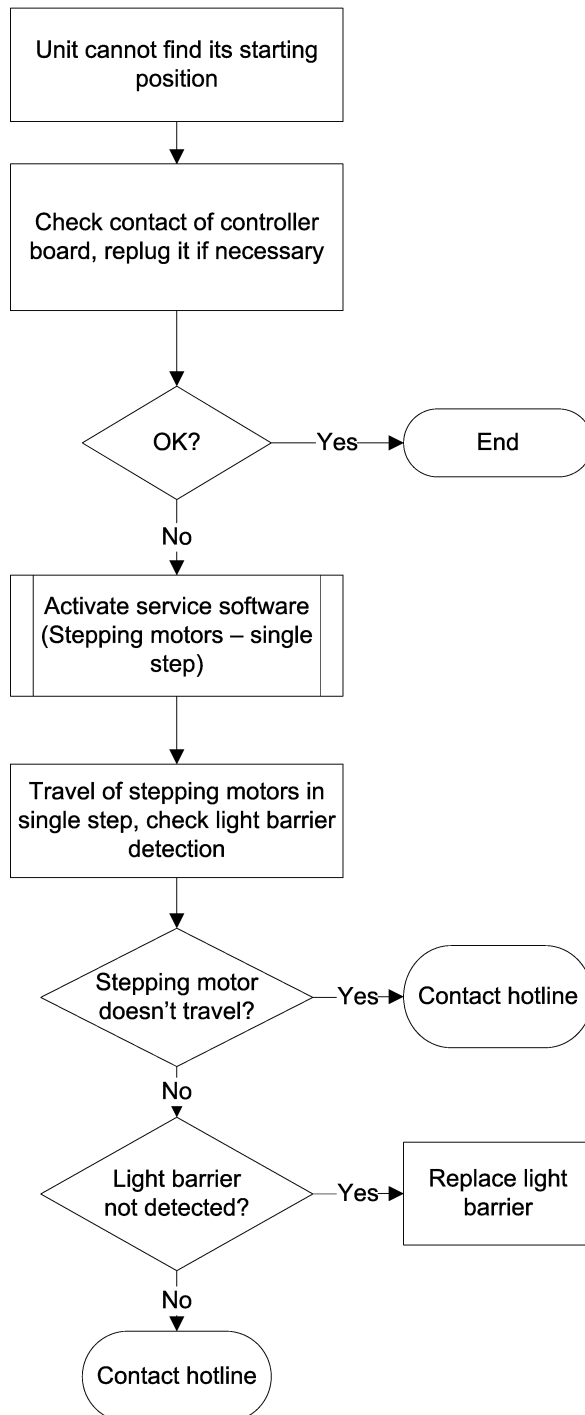 Unit cannot find its starting
position
Check contact of controller
board, replug it if necessary
OK?
Yes
End
No
Activate service software
(Stepping motors – single
step)
Travel of stepping motors in
single step, check light barrier
detection
Stepping motor
doesn't travel?
Yes
Contact hotline
No
Light barrier
not detected?
Yes
Replace light
barrier
No
Contact hotline